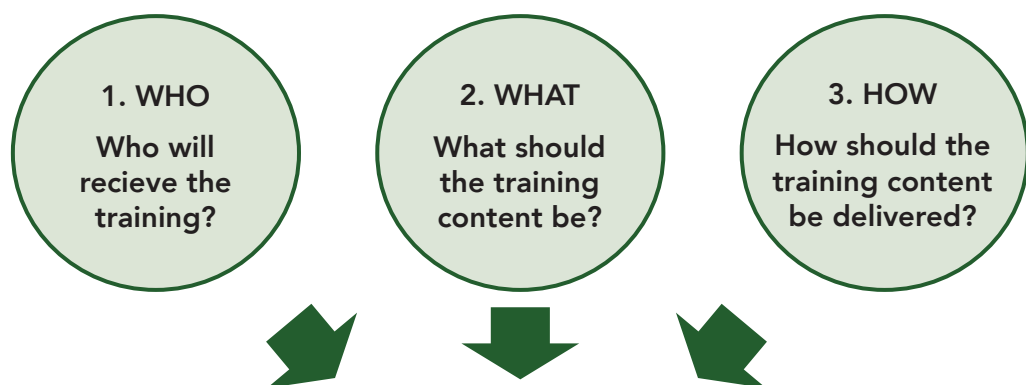 1. WHO
Who will
recieve the
training?
2. WHAT
What should
the training
content be?
3. HOW
How should the
training content
be delivered?